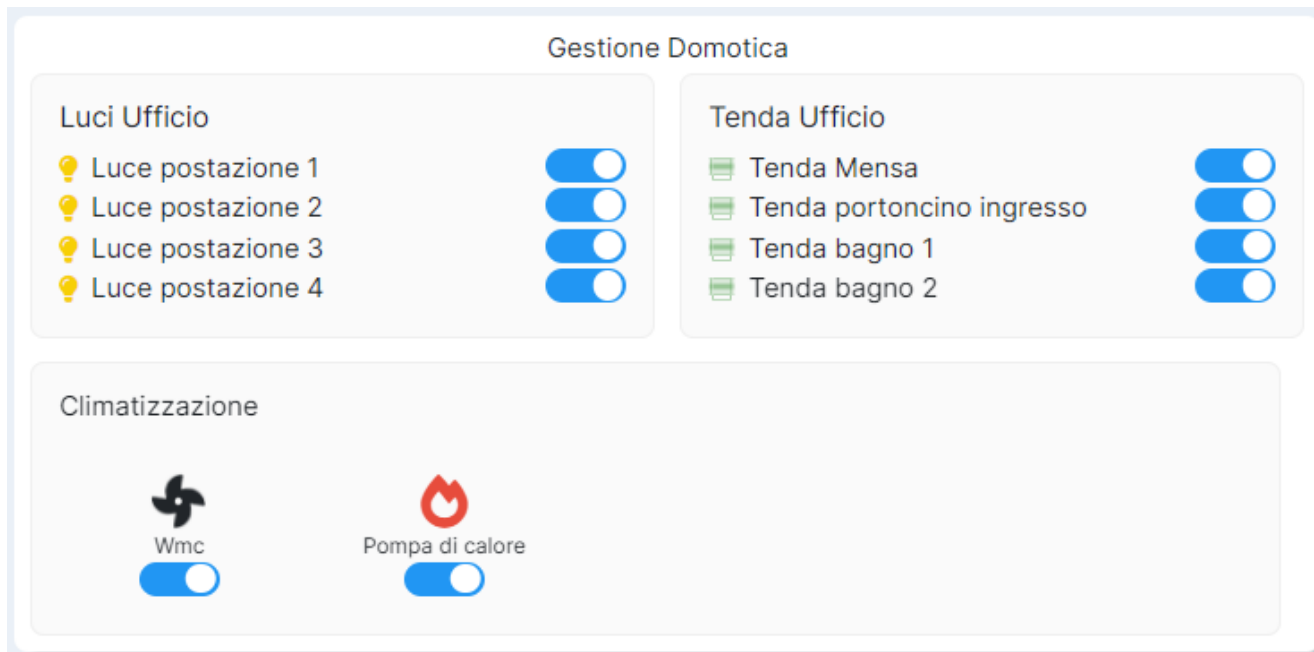 Gestione Domotica
Luci Ufficio
Luce postazione 1
Luce postazione 2
Luce postazione 3
Luce postazione 4
Tenda Ufficio
Tenda Mensa
Tenda portoncino ingresso
Tenda bagno 1
Tenda bagno 2
Climatizzazione
Wmc
Pompa di calore